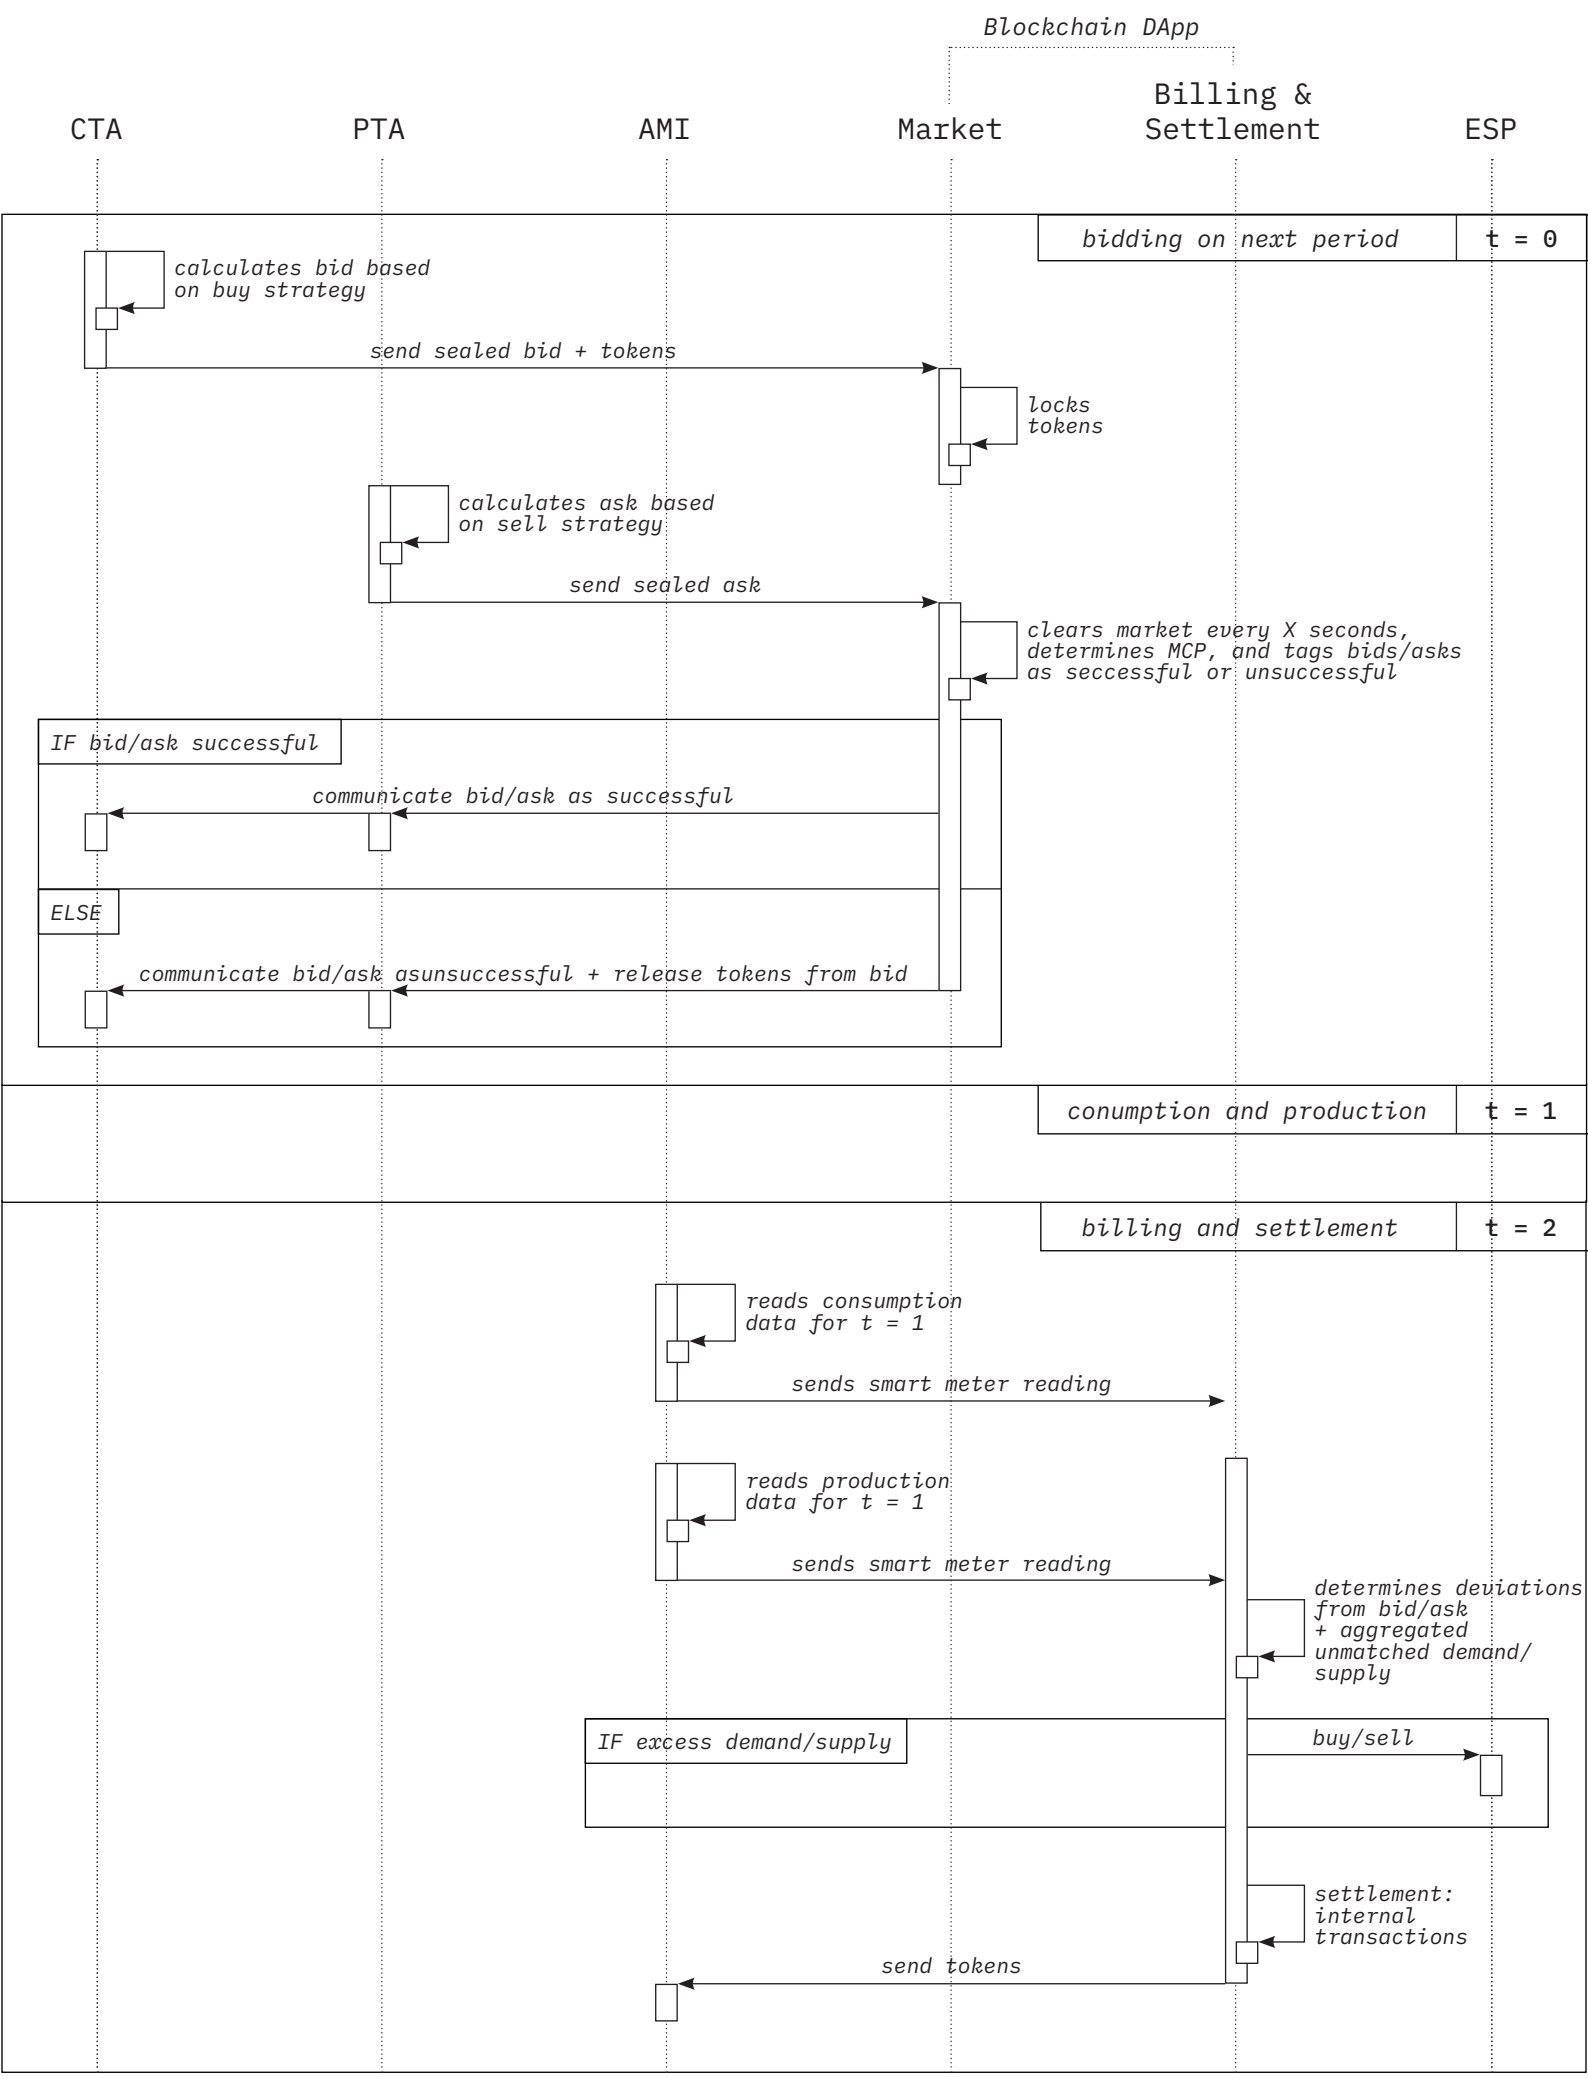 Blockchain DApp
CTA
PTA
AMI
Market
Billing &
Settlement
ESP
bidding on next period
t = 0
calculates bid based
on buy strategy
send sealed bid + tokens
locks
tokens
calculates ask based
on sell strategy
send sealed ask
clears market every X seconds,
determines MCP, and tags bids/asks
as seccessful or unsuccessful
IF bid/ask successful
communicate bid/ask as successful
ELSE
communicate bid/ask asunsuccessful + release tokens from bid
conumption and production
t = 1
billing and settlement
t = 2
reads consumption
data for t = 1
sends smart meter reading
reads production
data for t = 1
sends smart meter reading
determines deviations
from bid/ask
+ aggregated
unmatched demand/
supply
IF excess demand/supply
buy/sell
settlement:
internal
transactions
send tokens